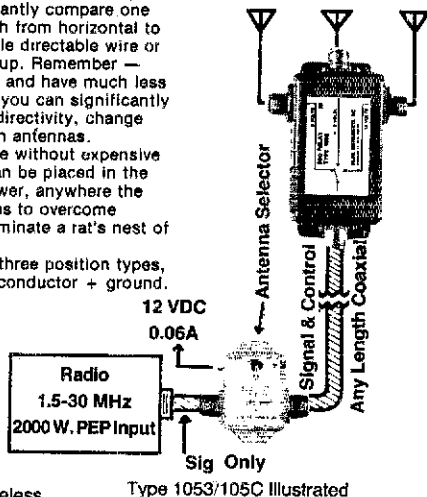 antly compare one
h from horizontal to
le directable wire or
up. Remember —
and have much less
you can significantly
directivity, change
n antennas.
e without expensive
an be placed in the
wer, anywhere the
ns to overcome
minate a rat's nest of
three position types,
conductor + ground.
Antenna Selector
Signal & Control
Any Length Coaxial
12 VDC
0.06A
Radio
1.5-30 MHz
2000 W. PEP Input
Sig Only
eless
Type 1053/105C Illustrated